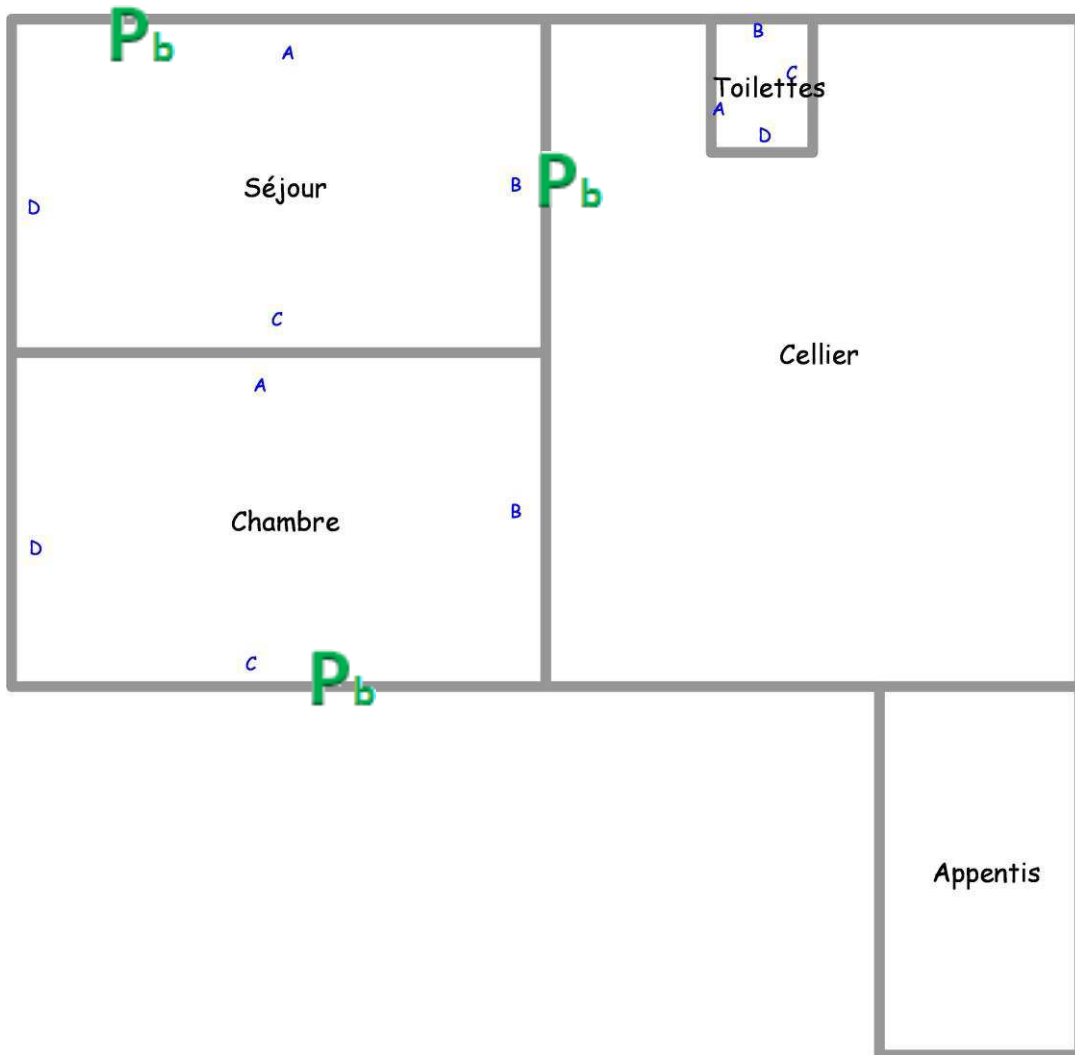 Pb
A
B
C
Toilettes
A
D
Séjour
B
Pb
D
C
Cellier
A
Chambre
B
D
C
Pb
Appentis